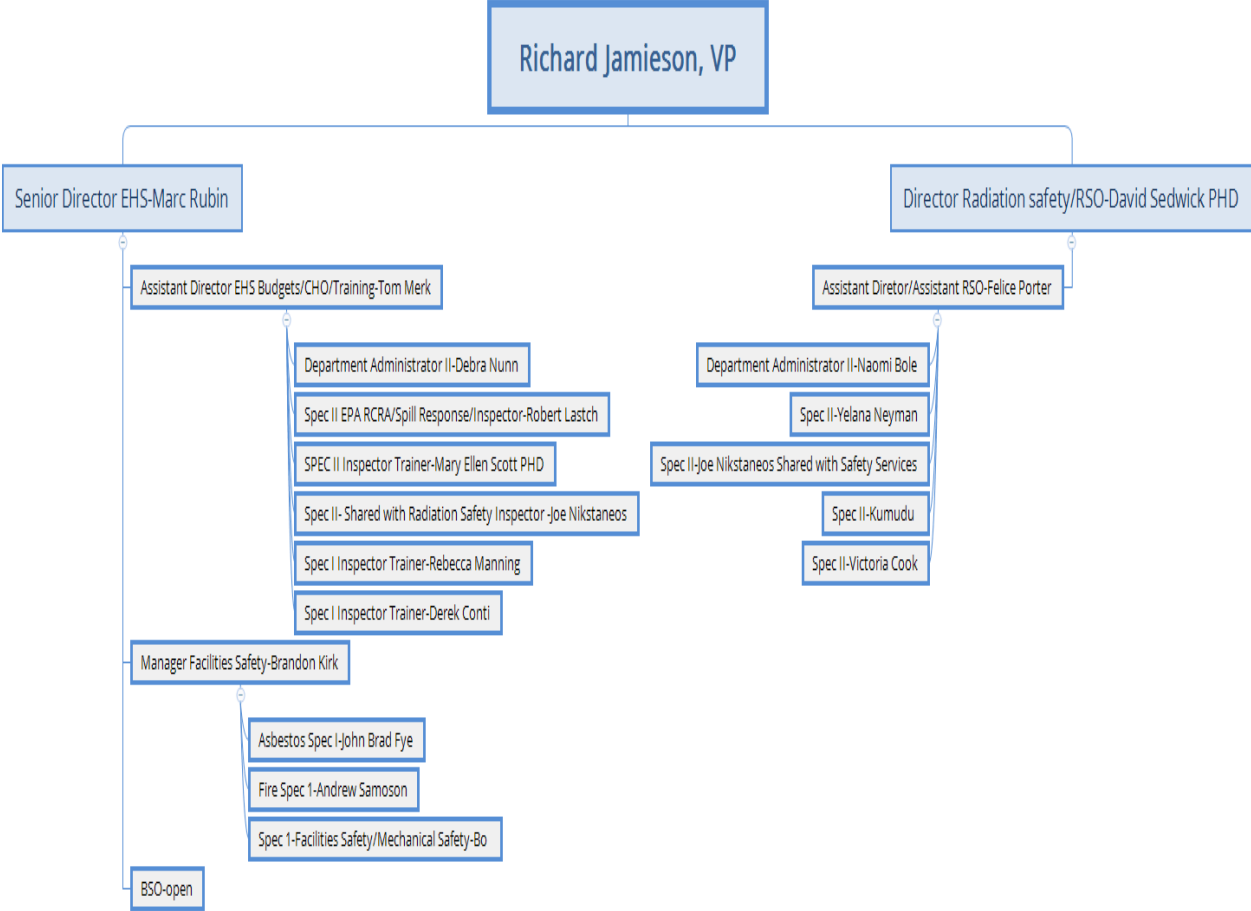 Richard Jamieson, VP
Senior Director EHS-Marc Rubin
Director Radiation safety/RSO-David Sedwick PHD
Assistant Director EHS Budgets/CHO/Training-Tom Merk
Department Administrator II-Debra Nunn
Spec II EPA RCRA/Spill Response/Inspector-Robert Lastch
SPEC II Inspector Trainer-Mary Ellen Scott PHD
Spec II- Shared with Radiation Safety Inspector -Joe Nikstaneos
Spec I Inspector Trainer-Rebecca Manning
Spec I Inspector Trainer-Derek Conti
Manager Facilities Safety-Brandon Kirk
Asbestos Spec I-John Brad Fye
Fire Spec 1-Andrew Samoson
Spec 1-Facilities Safety/Mechanical Safety-Bo
BSO-open
Assistant Diretor/Assistant RSO-Felice Porter
Department Administrator II-Naomi Bole
Spec II-Yelana Neyman
Spec II-Joe Nikstaneos Shared with Safety Services
Spec II-Kumudu
Spec II-Victoria Cook